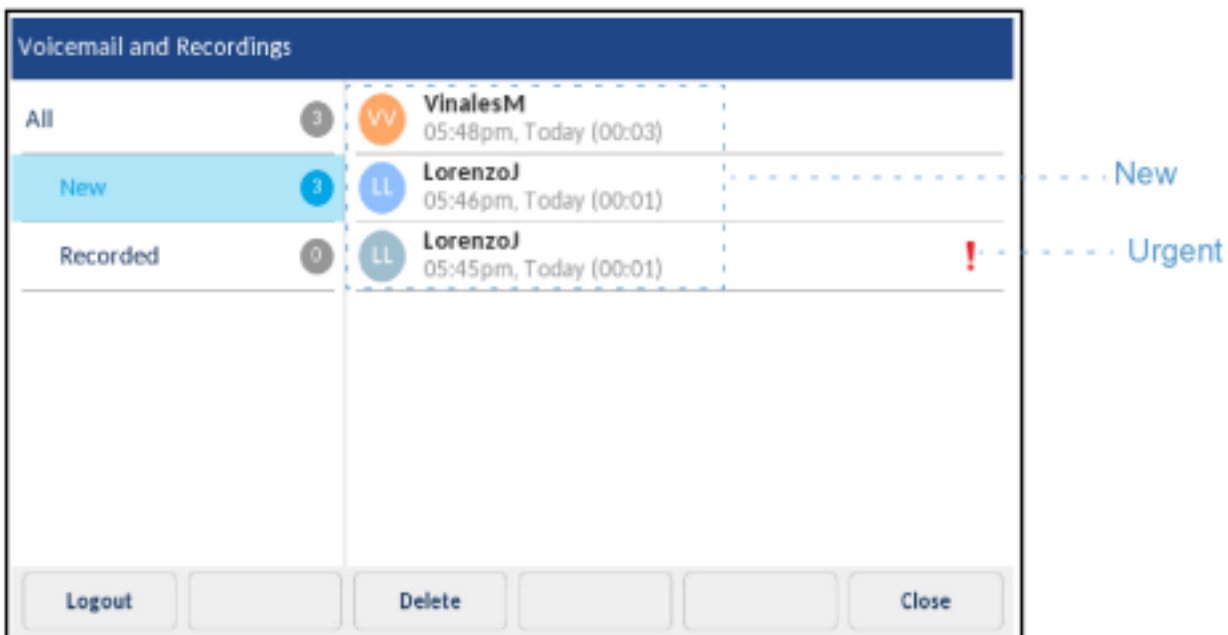 Voicemail and Recordings
All 3
New 3
Recorded 0
VV VinalesM
05:48pm, Today (00:03)
LL LorenzoJ
05:46pm, Today (00:01)
LL LorenzoJ
05:45pm, Today (00:01)
!
New
Urgent
Logout
Delete
Close